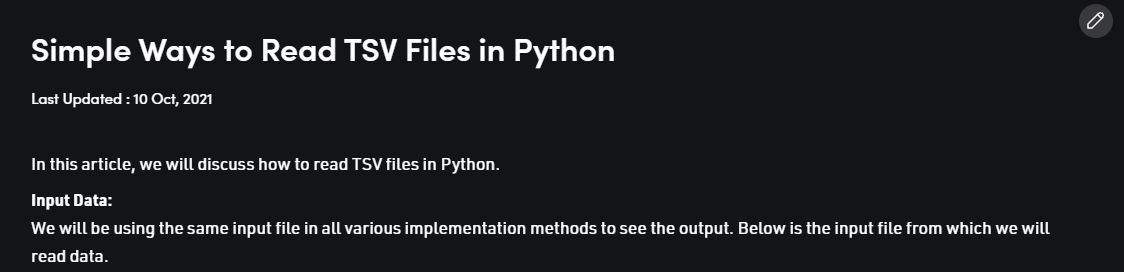 Simple Ways to Read TSV Files in Python
Last Updated : 10 Oct, 2021
In this article, we will discuss how to read TSV files in Python.
Input Data:
We will be using the same input file in all various implementation methods to see the output. Below is the input file from which we will
read data.